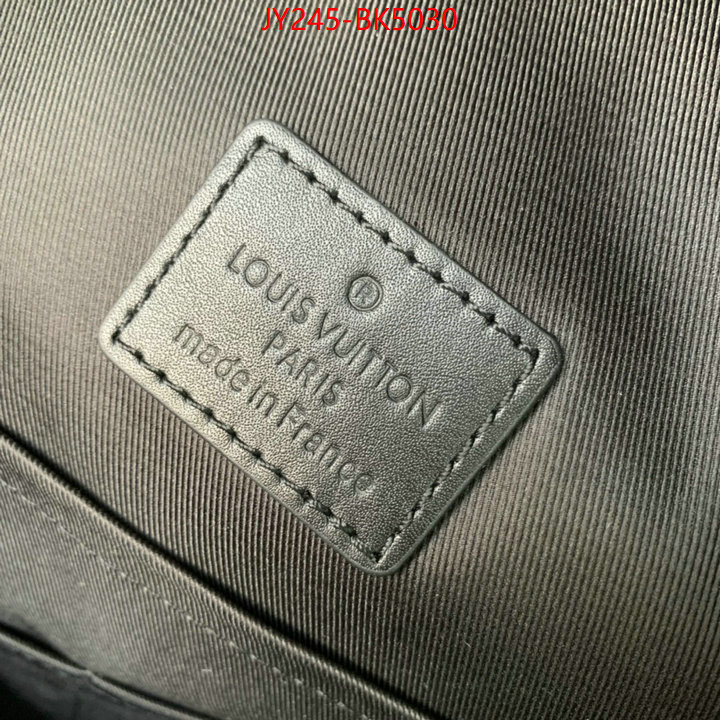 JY245-BK5030
®
LOUIS VUITTON
PARIS
made in France